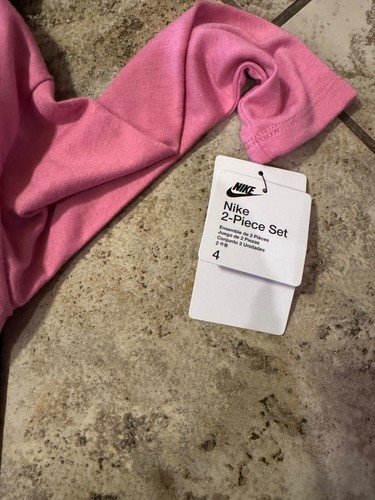 NIKE
Nike
2-Piece Set
Ensemble de 2 Pièces
Juego de 2 Piezas
Conjunto 2 Unidades
2 件套
4